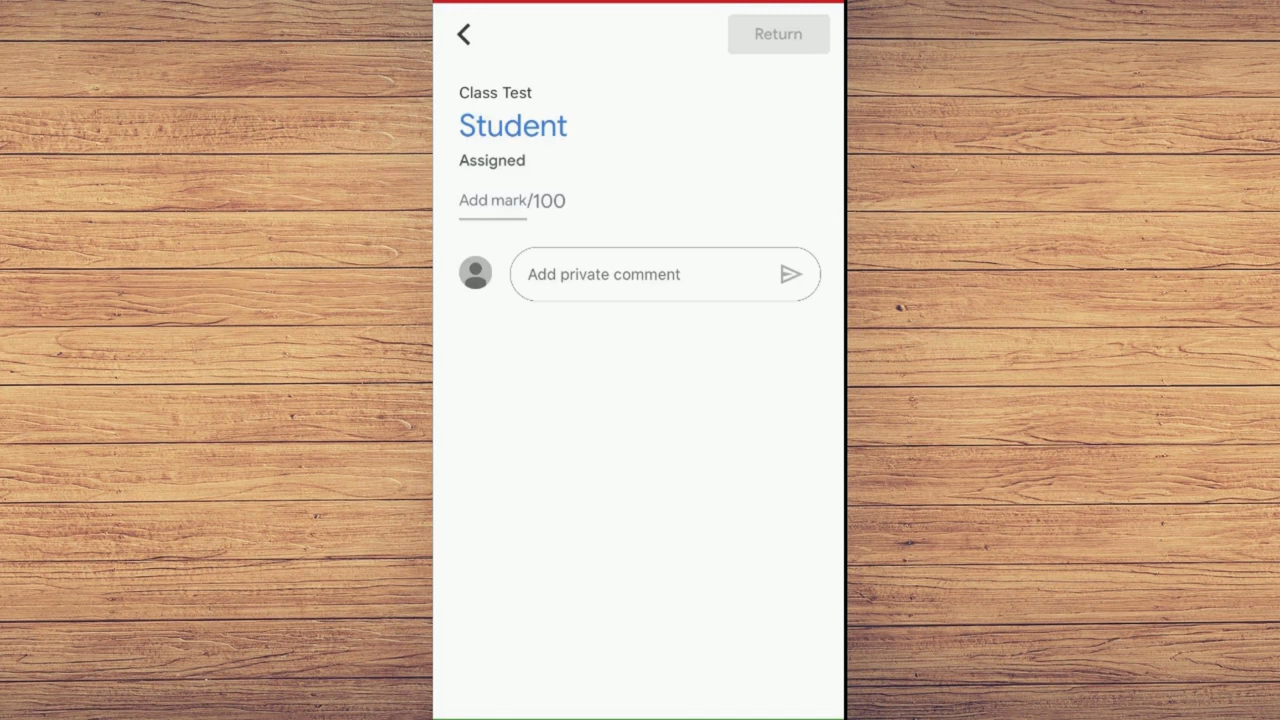 Return
Class Test
Student
Assigned
Add mark/100
Add private comment